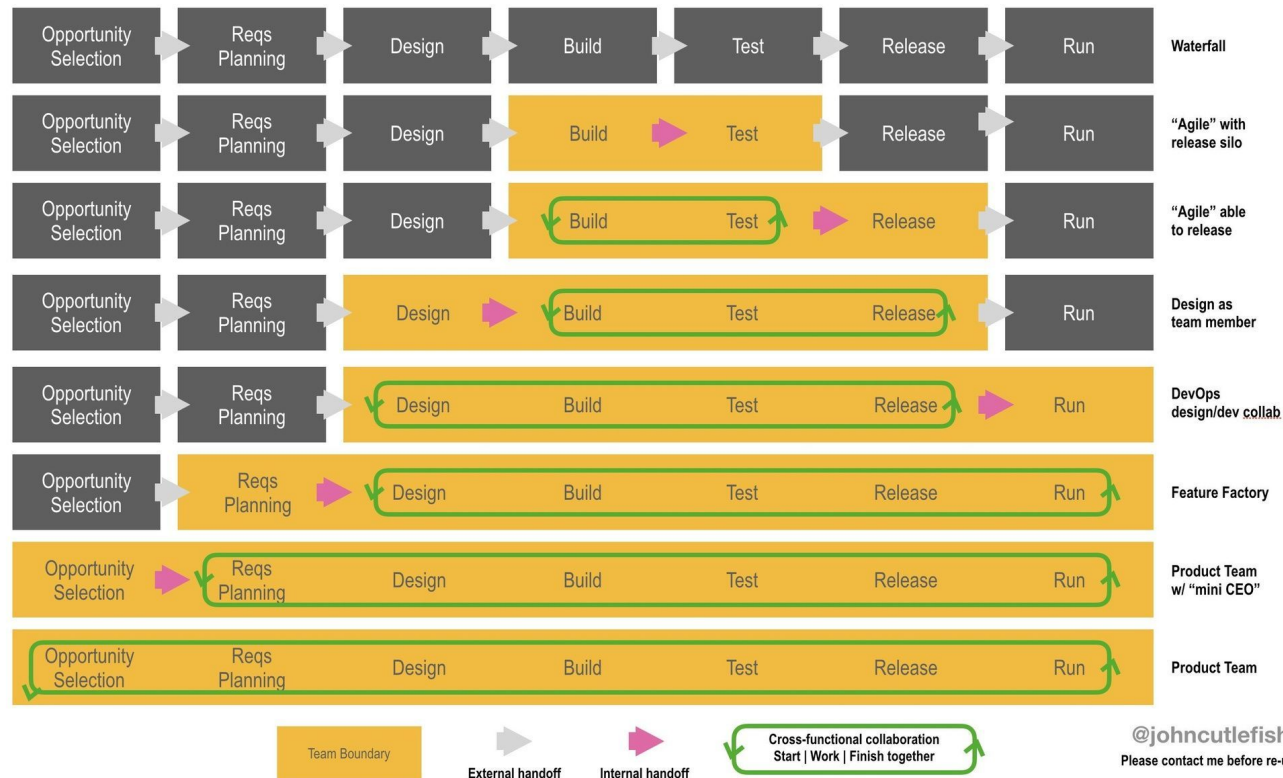 Opportunity
Selection
Reqs
Planning
Design
Build
Test
Release
Run
Waterfall
Opportunity
Selection
Reqs
Planning
Design
Build
Test
Release
Run
“Agile” with
release silo
Opportunity
Selection
Reqs
Planning
Design
Build
Test
Release
Run
“Agile” able
to release
Opportunity
Selection
Reqs
Planning
Design
Build
Test
Release
Run
Design as
team member
Opportunity
Selection
Reqs
Planning
Design
Build
Test
Release
Run
DevOps
design/dev collab
Opportunity
Selection
Reqs
Planning
Design
Build
Test
Release
Run
Feature Factory
Opportunity
Selection
Reqs
Planning
Design
Build
Test
Release
Run
Product Team
w/ “mini CEO”
Opportunity
Selection
Reqs
Planning
Design
Build
Test
Release
Run
Product Team
Team Boundary
External handoff
Internal handoff
Cross-functional collaboration
Start | Work | Finish together
@johncutlefish
Please contact me before